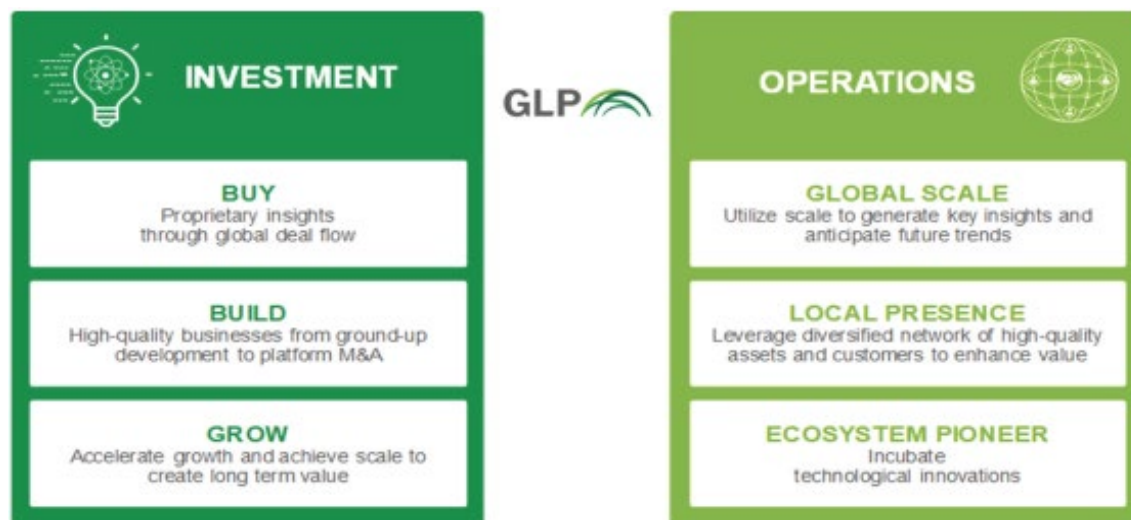 INVESTMENT
BUY
Proprietary insights
through global deal flow
BUILD
High-quality businesses from ground-up
development to platform M&A
GROW
Accelerate growth and achieve scale to
create long term value
GLP
OPERATIONS
GLOBAL SCALE
Utilize scale to generate key insights and
anticipate future trends
LOCAL PRESENCE
Leverage diversified network of high-quality
assets and customers to enhance value
ECOSYSTEM PIONEER
Incubate
technological innovations